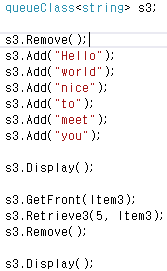 queueClass<string> s3;
s3.Remove();
s3.Add("Hello");
s3.Add("world");
s3.Add("nice");
s3.Add("to");
s3.Add("meet");
s3.Add("you");
s3.Display();
s3.GetFront(Item3);
s3.Retrieve3(5, Item3);
s3.Remove();
s3.Display();